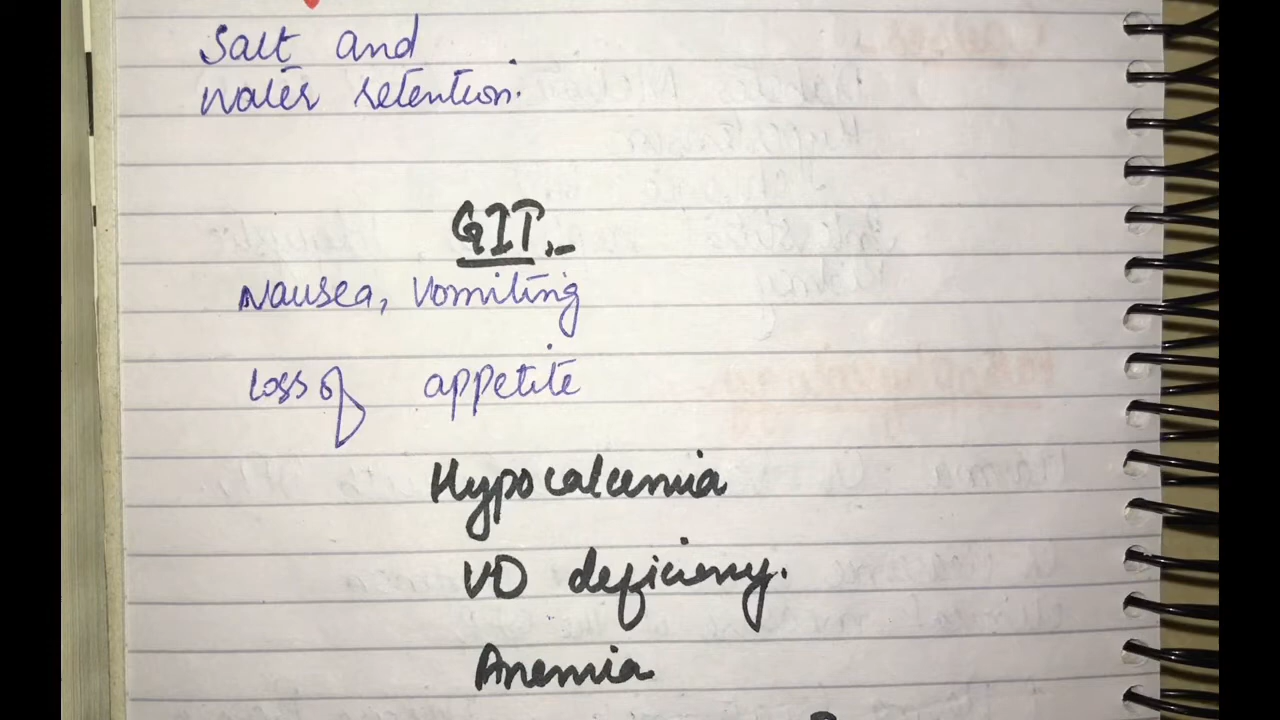 Salt and
water retention.
GIT.-
Nausea, Vomiting
Loss of appetite
Hypocalcemia
VD deficiency.
Anemia